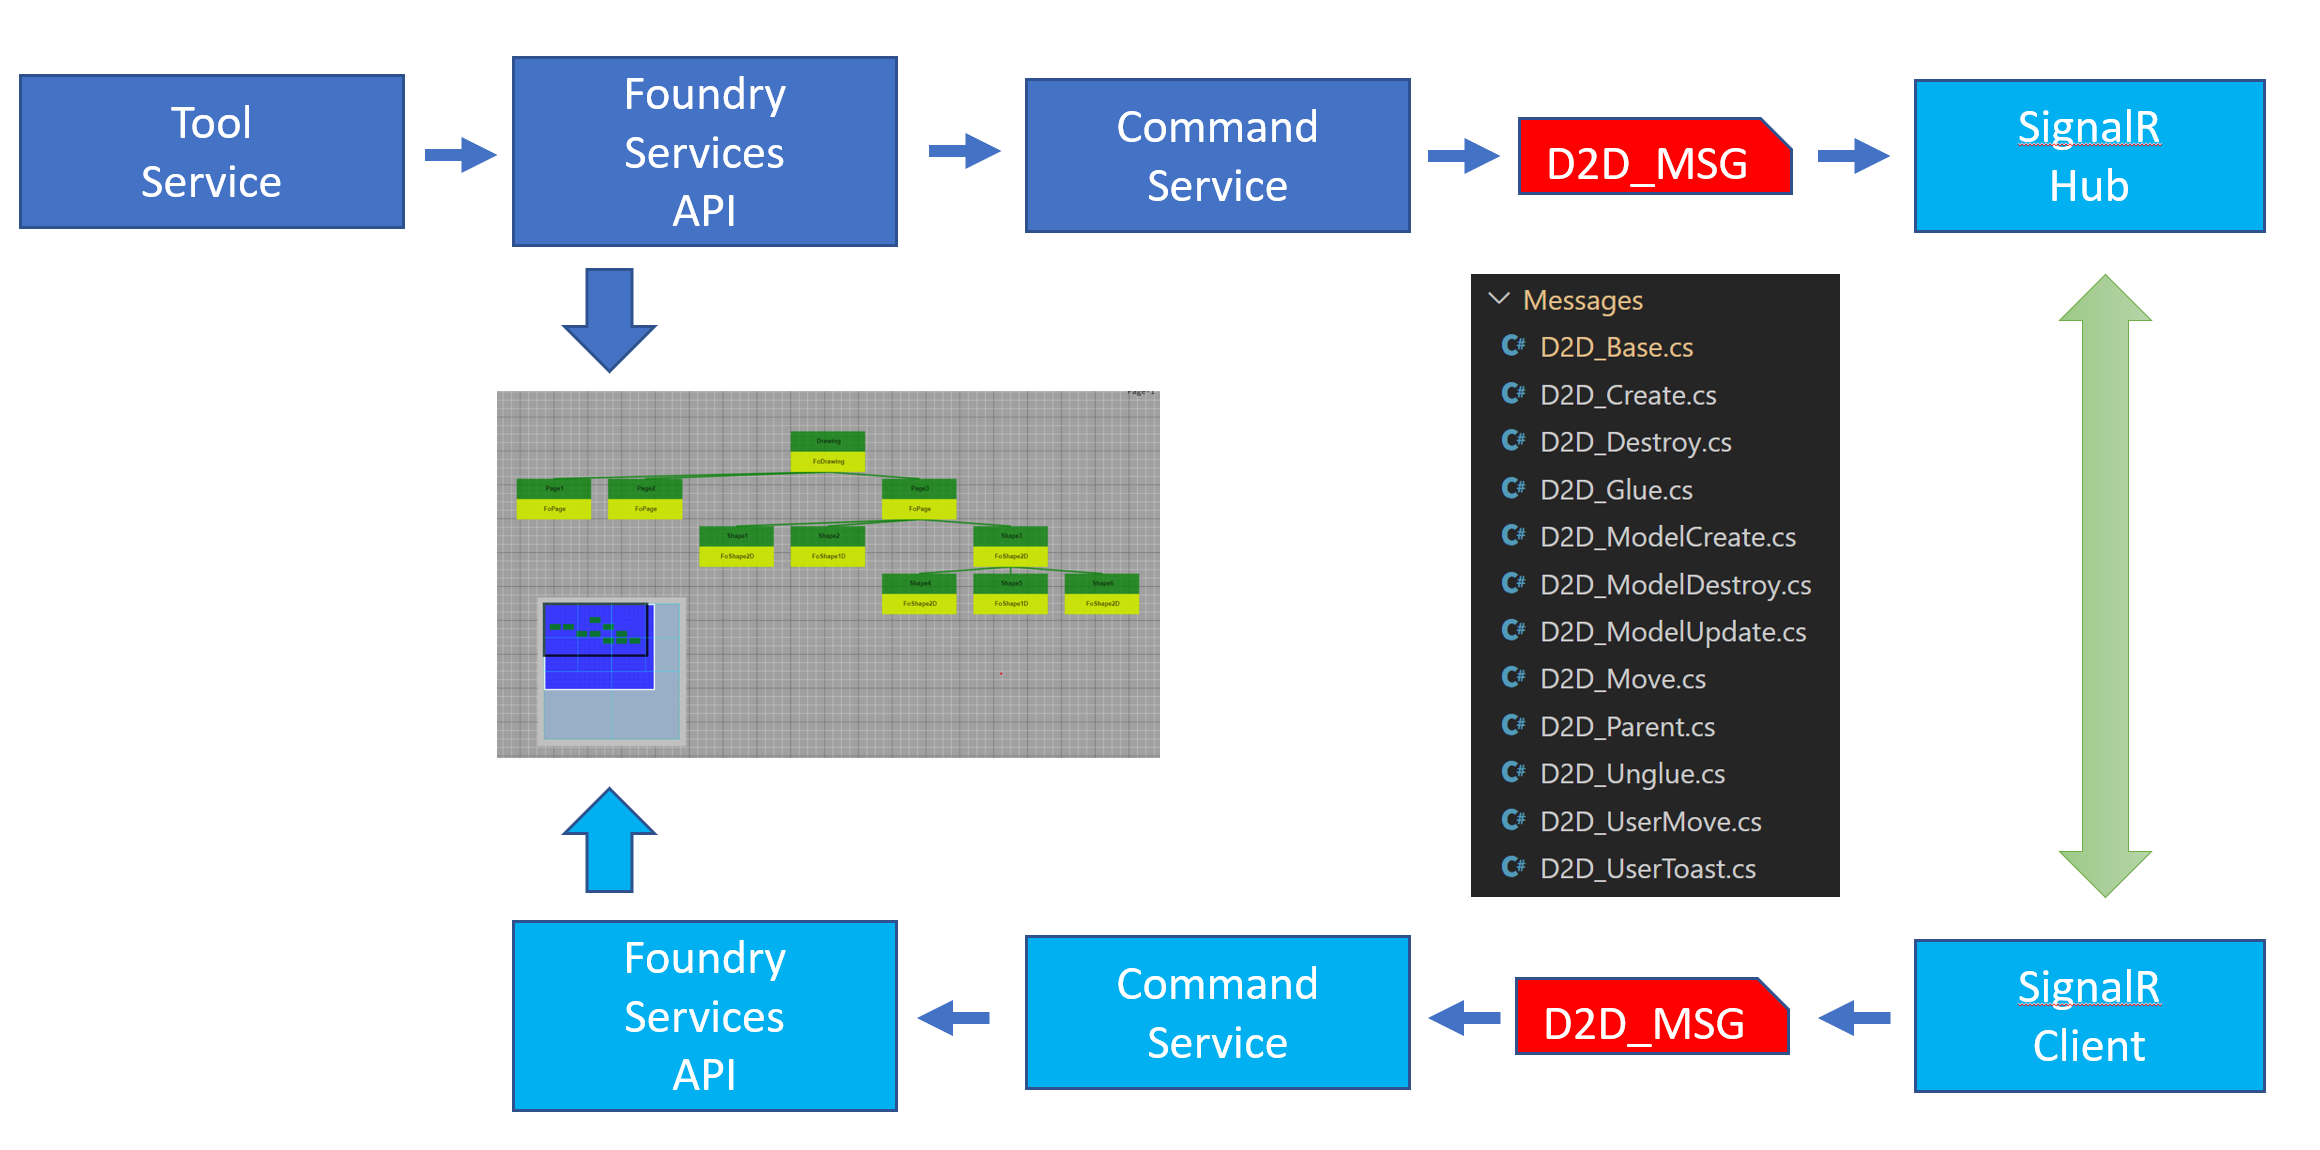 Tool
Service
Foundry
Services
API
Command
Service
D2D_MSG
SignalR
Hub
Messages
C# D2D_Base.cs
C# D2D_Create.cs
C# D2D_Destroy.cs
C# D2D_Glue.cs
C# D2D_ModelCreate.cs
C# D2D_ModelDestroy.cs
C# D2D_ModelUpdate.cs
C# D2D_Move.cs
C# D2D_Parent.cs
C# D2D_Unglue.cs
C# D2D_UserMove.cs
C# D2D_UserToast.cs
Page-1
Drawing
FoDrawing
Page1
FoPage
Page2
FoPage
Page3
FoPage
Shape1
FoShape2D
Shape2
FoShape1D
Shape3
FoShape2D
Shape4
FoShape2D
Shape5
FoShape1D
Shape6
FoShape2D
Foundry
Services
API
Command
Service
D2D_MSG
SignalR
Client